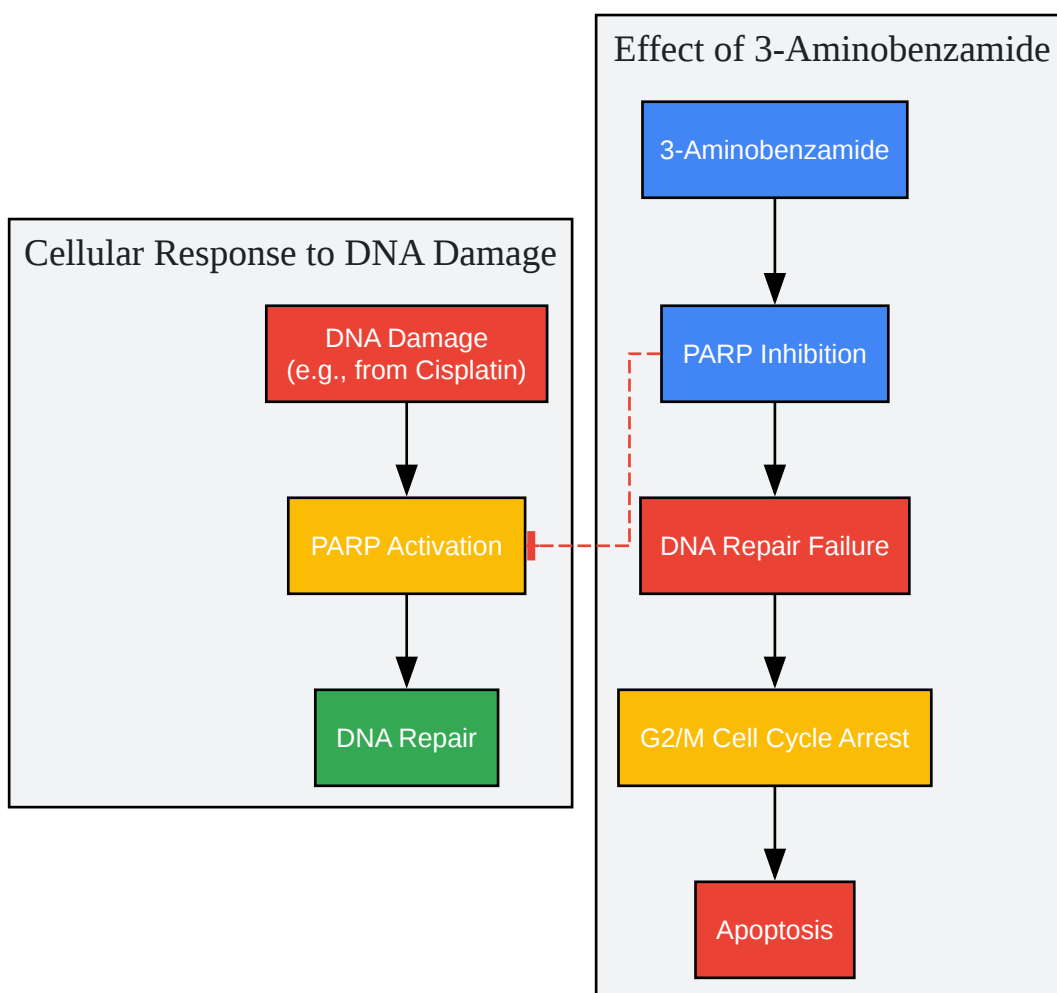 Effect of 3-Aminobenzamide
3-Aminobenzamide
PARP Inhibition
DNA Repair Failure
G2/M Cell Cycle Arrest
Apoptosis
Cellular Response to DNA Damage
DNA Damage
(e.g., from Cisplatin)
PARP Activation
DNA Repair